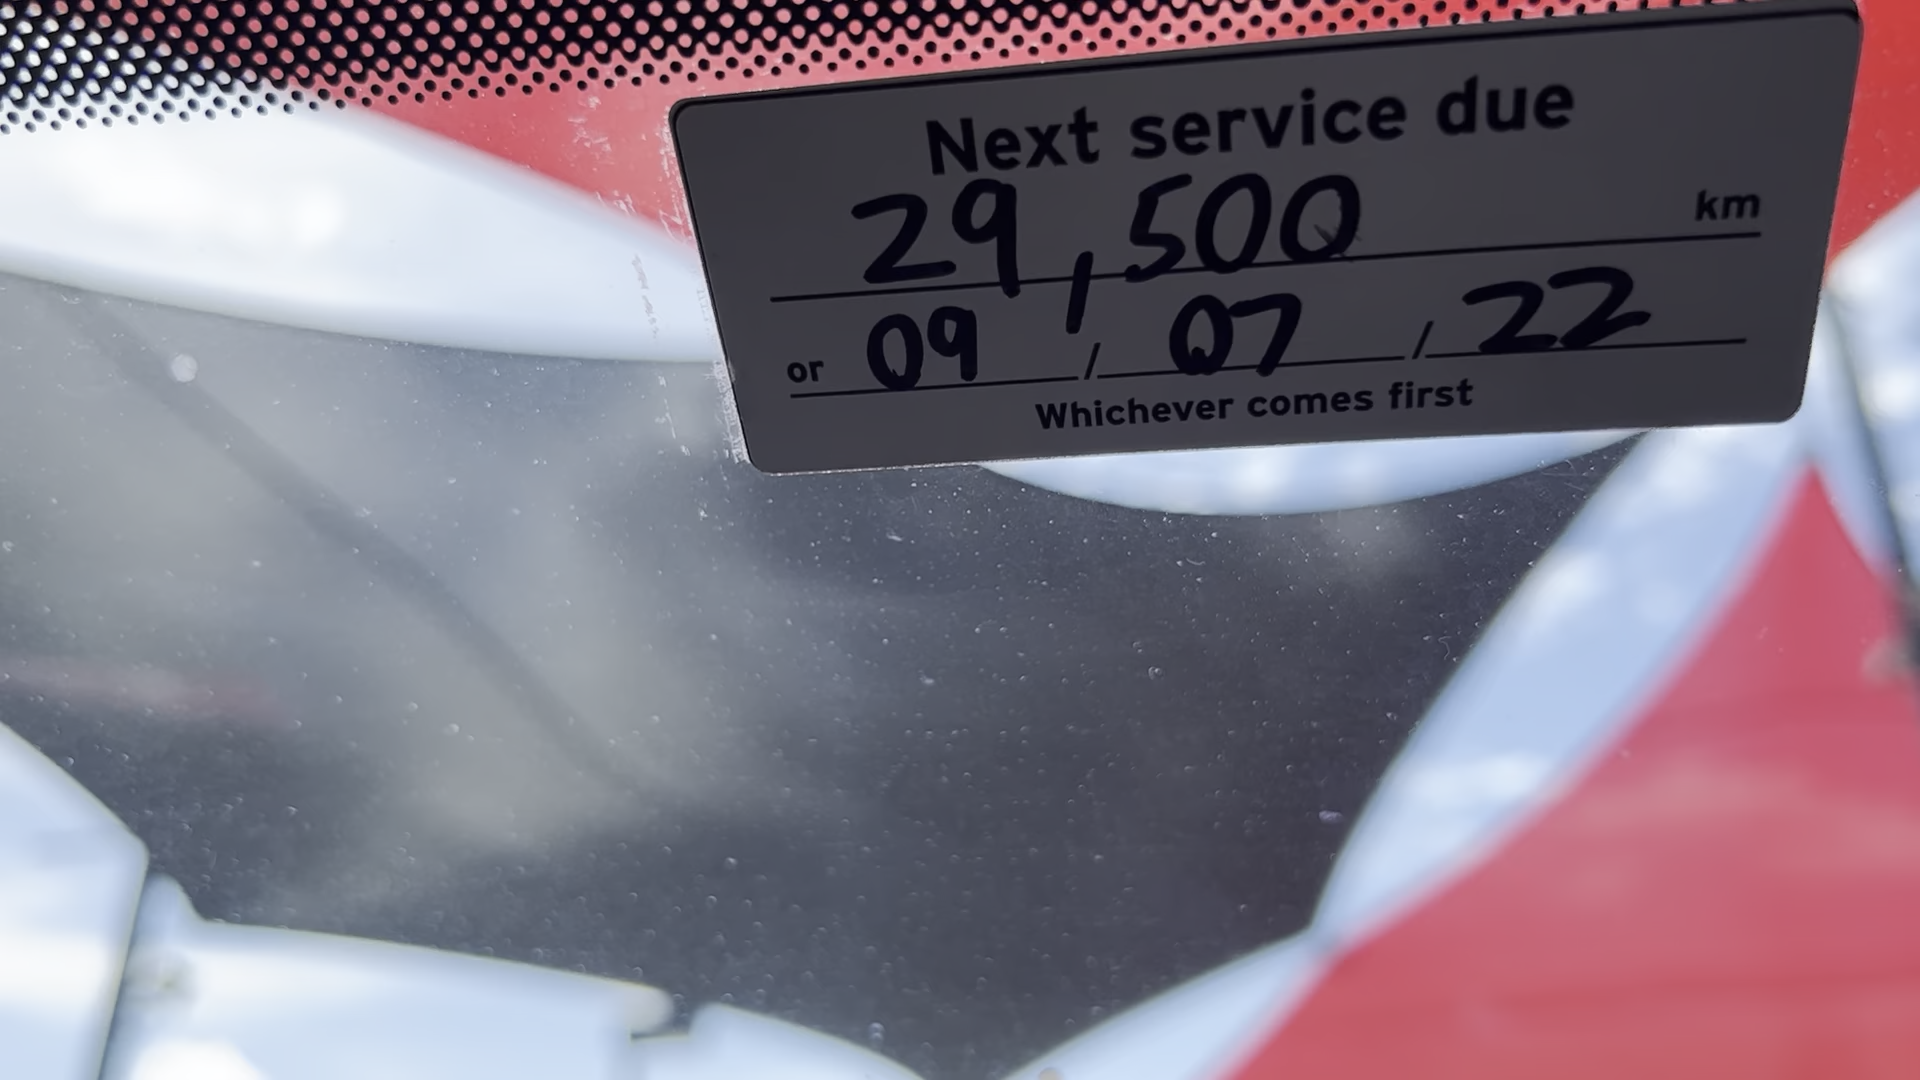 Next service due
29,500 km
or 09 / 07 / 22
Whichever comes first